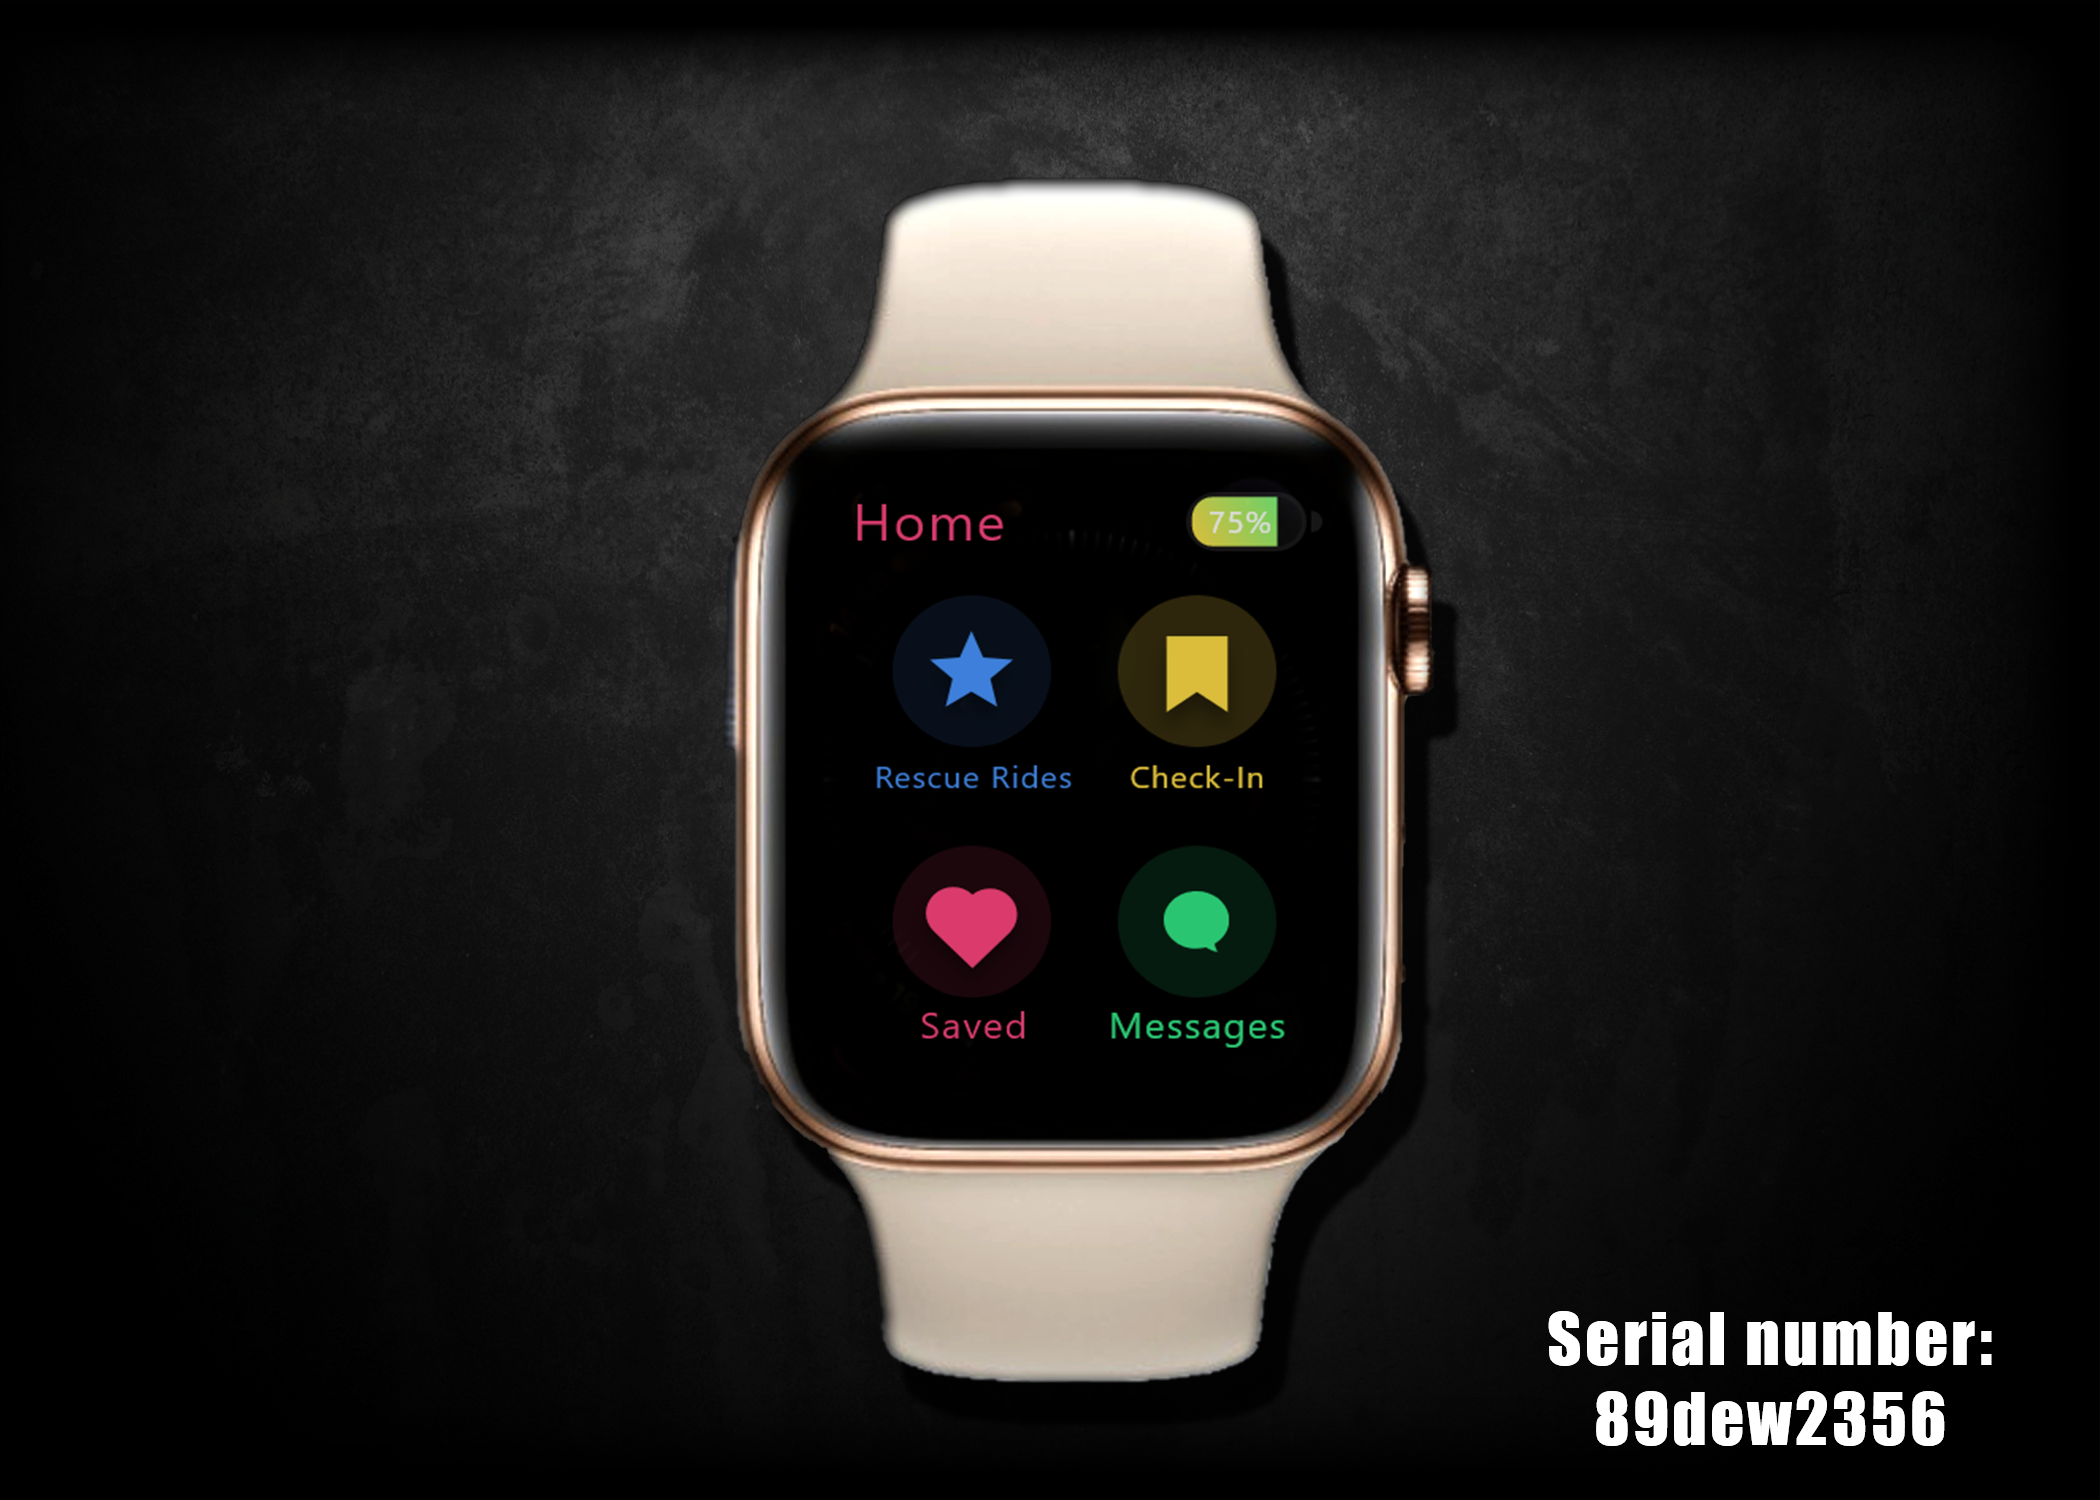 Home
75%
Rescue Rides
Check-In
Saved
Messages
Serial number:
89dew2356